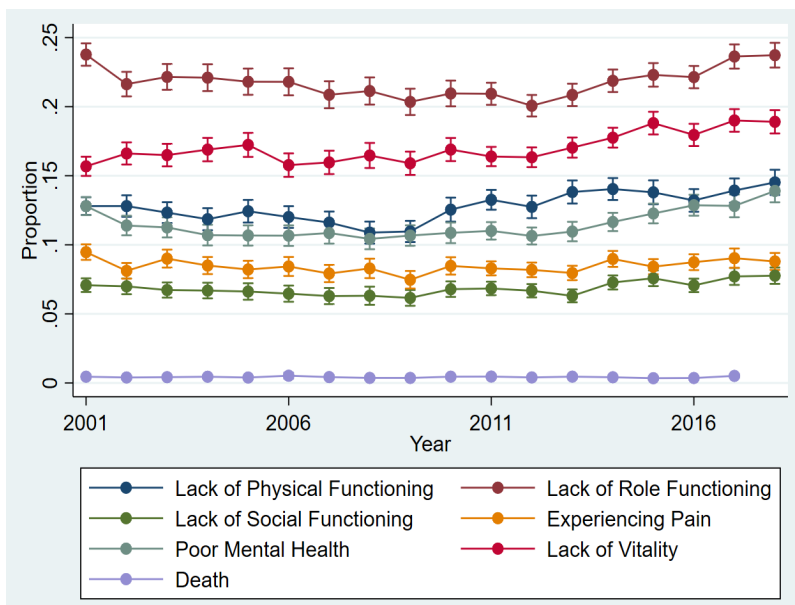 .25
.2
.15
.1
.05
0
Proportion
2001 2006 2011 2016
Year
Lack of Physical Functioning Lack of Role Functioning
Lack of Social Functioning Experiencing Pain
Poor Mental Health Lack of Vitality
Death